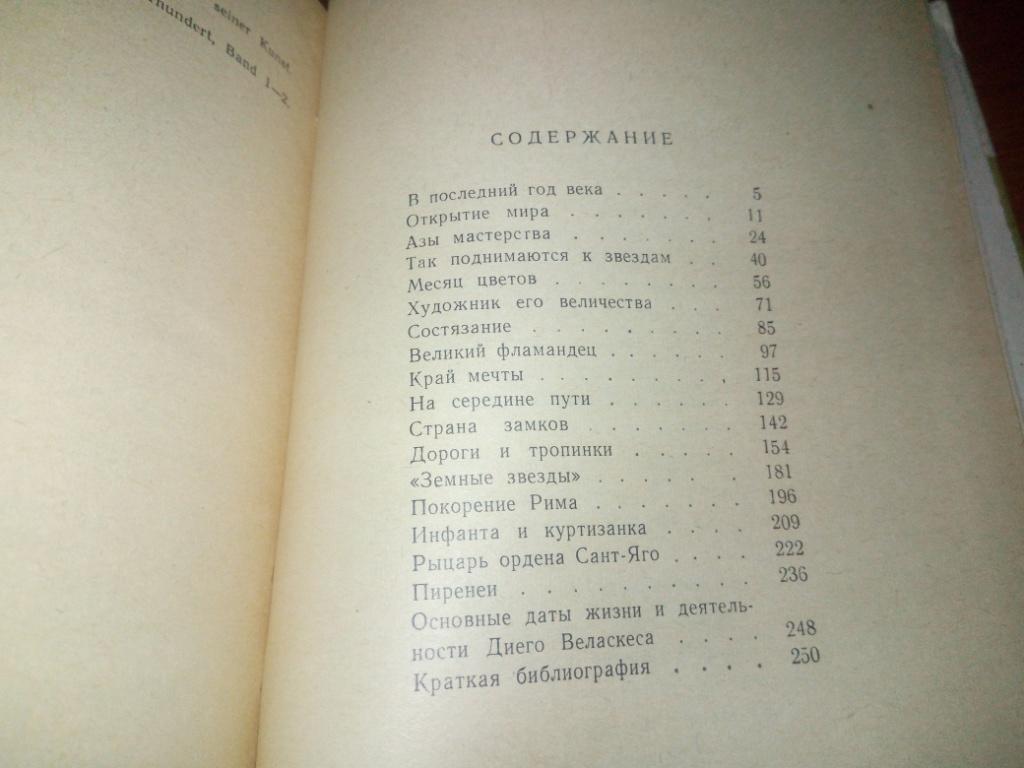 seiner Kunst.
hundert, Band 1—2.
СОДЕРЖАНИЕ
В последний год века . . . . . 5
Открытие мира . . . . . . . 11
Азы мастерства . . . . . . . 24
Так поднимаются к звездам . . 40
Месяц цветов . . . . . . . . 56
Художник его величества . . . 71
Состязание . . . . . . . . . 85
Великий фламандец . . . . . . 97
Край мечты . . . . . . . . . 115
На середине пути . . . . . . 129
Страна замков . . . . . . . 142
Дороги и тропинки . . . . . 154
«Земные звезды» . . . . . . 181
Покорение Рима . . . . . . . 196
Инфанта и куртизанка . . . . 209
Рыцарь ордена Сант-Яго . . . . 222
Пиренеи . . . . . . . . . . 236
Основные даты жизни и деятель-
ности Диего Веласкеса . . . . 248
Краткая библиография . . . . 250